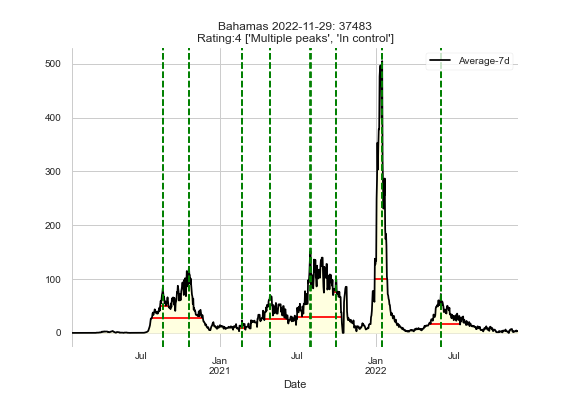 Bahamas 2022-11-29: 37483
Rating:4 ['Multiple peaks', 'In control']
Average-7d
500
400
300
200
100
0
Jul
Jan
2021
Jul
Jan
2022
Jul
Date